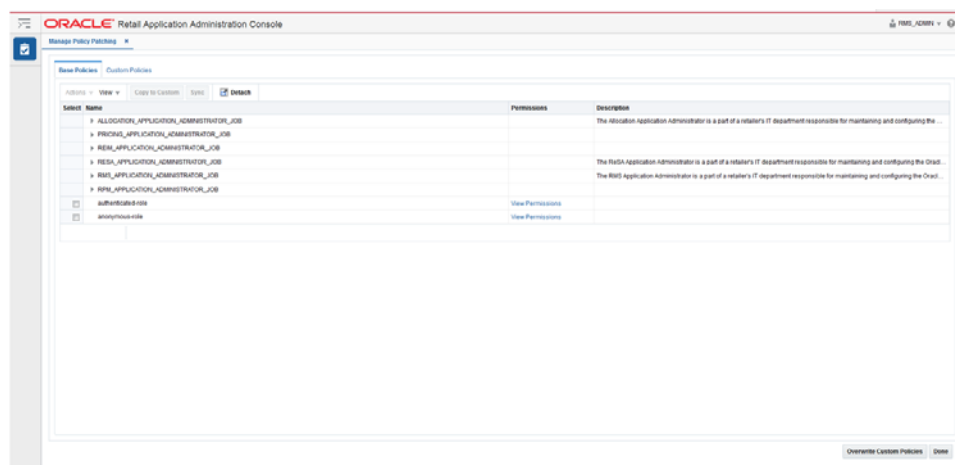 ORACLE® Retail Application Administration Console RMS_ADMIN
Manage Policy Patching ×
Base Policies Custom Policies
Actions View Copy to Custom Sync Detach
Select Name Permissions Description
ALLOCATION_APPLICATION_ADMINISTRATOR_JOB The Allocation Application Administrator is a part of a retailer's IT department responsible for maintaining and configuring the ...
PRICING_APPLICATION_ADMINISTRATOR_JOB
REIM_APPLICATION_ADMINISTRATOR_JOB
RESA_APPLICATION_ADMINISTRATOR_JOB The ReSA Application Administrator is a part of a retailer's IT department responsible for maintaining and configuring the Oracl...
RMS_APPLICATION_ADMINISTRATOR_JOB The RMS Application Administrator is a part of a retailer's IT department responsible for maintaining and configuring the Oracl...
RPM_APPLICATION_ADMINISTRATOR_JOB
authenticated-role View Permissions
anonymous-role View Permissions
Overwrite Custom Policies Done